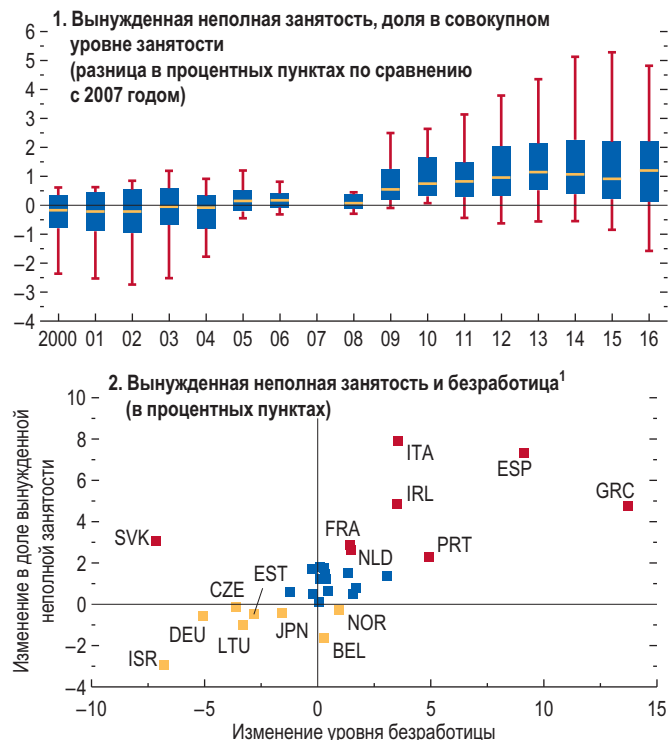 1. Вынужденная неполная занятость, доля в совокупном
уровне занятости
(разница в процентных пунктах по сравнению
с 2007 годом)
6
5
4
3
2
1
0
–1
–2
–3
–4
2000 01 02 03 04 05 06 07 08 09 10 11 12 13 14 15 16
2. Вынужденная неполная занятость и безработица1
(в процентных пунктах)
Изменение в доле вынужденной
неполной занятости
10
8
6
4
2
0
–2
–4
ITA
ESP
IRL
GRC
SVK
FRA
PRT
NLD
EST
CZE
NOR
DEU
JPN
LTU
BEL
ISR
–10 –5 0 5 10 15
Изменение уровня безработицы